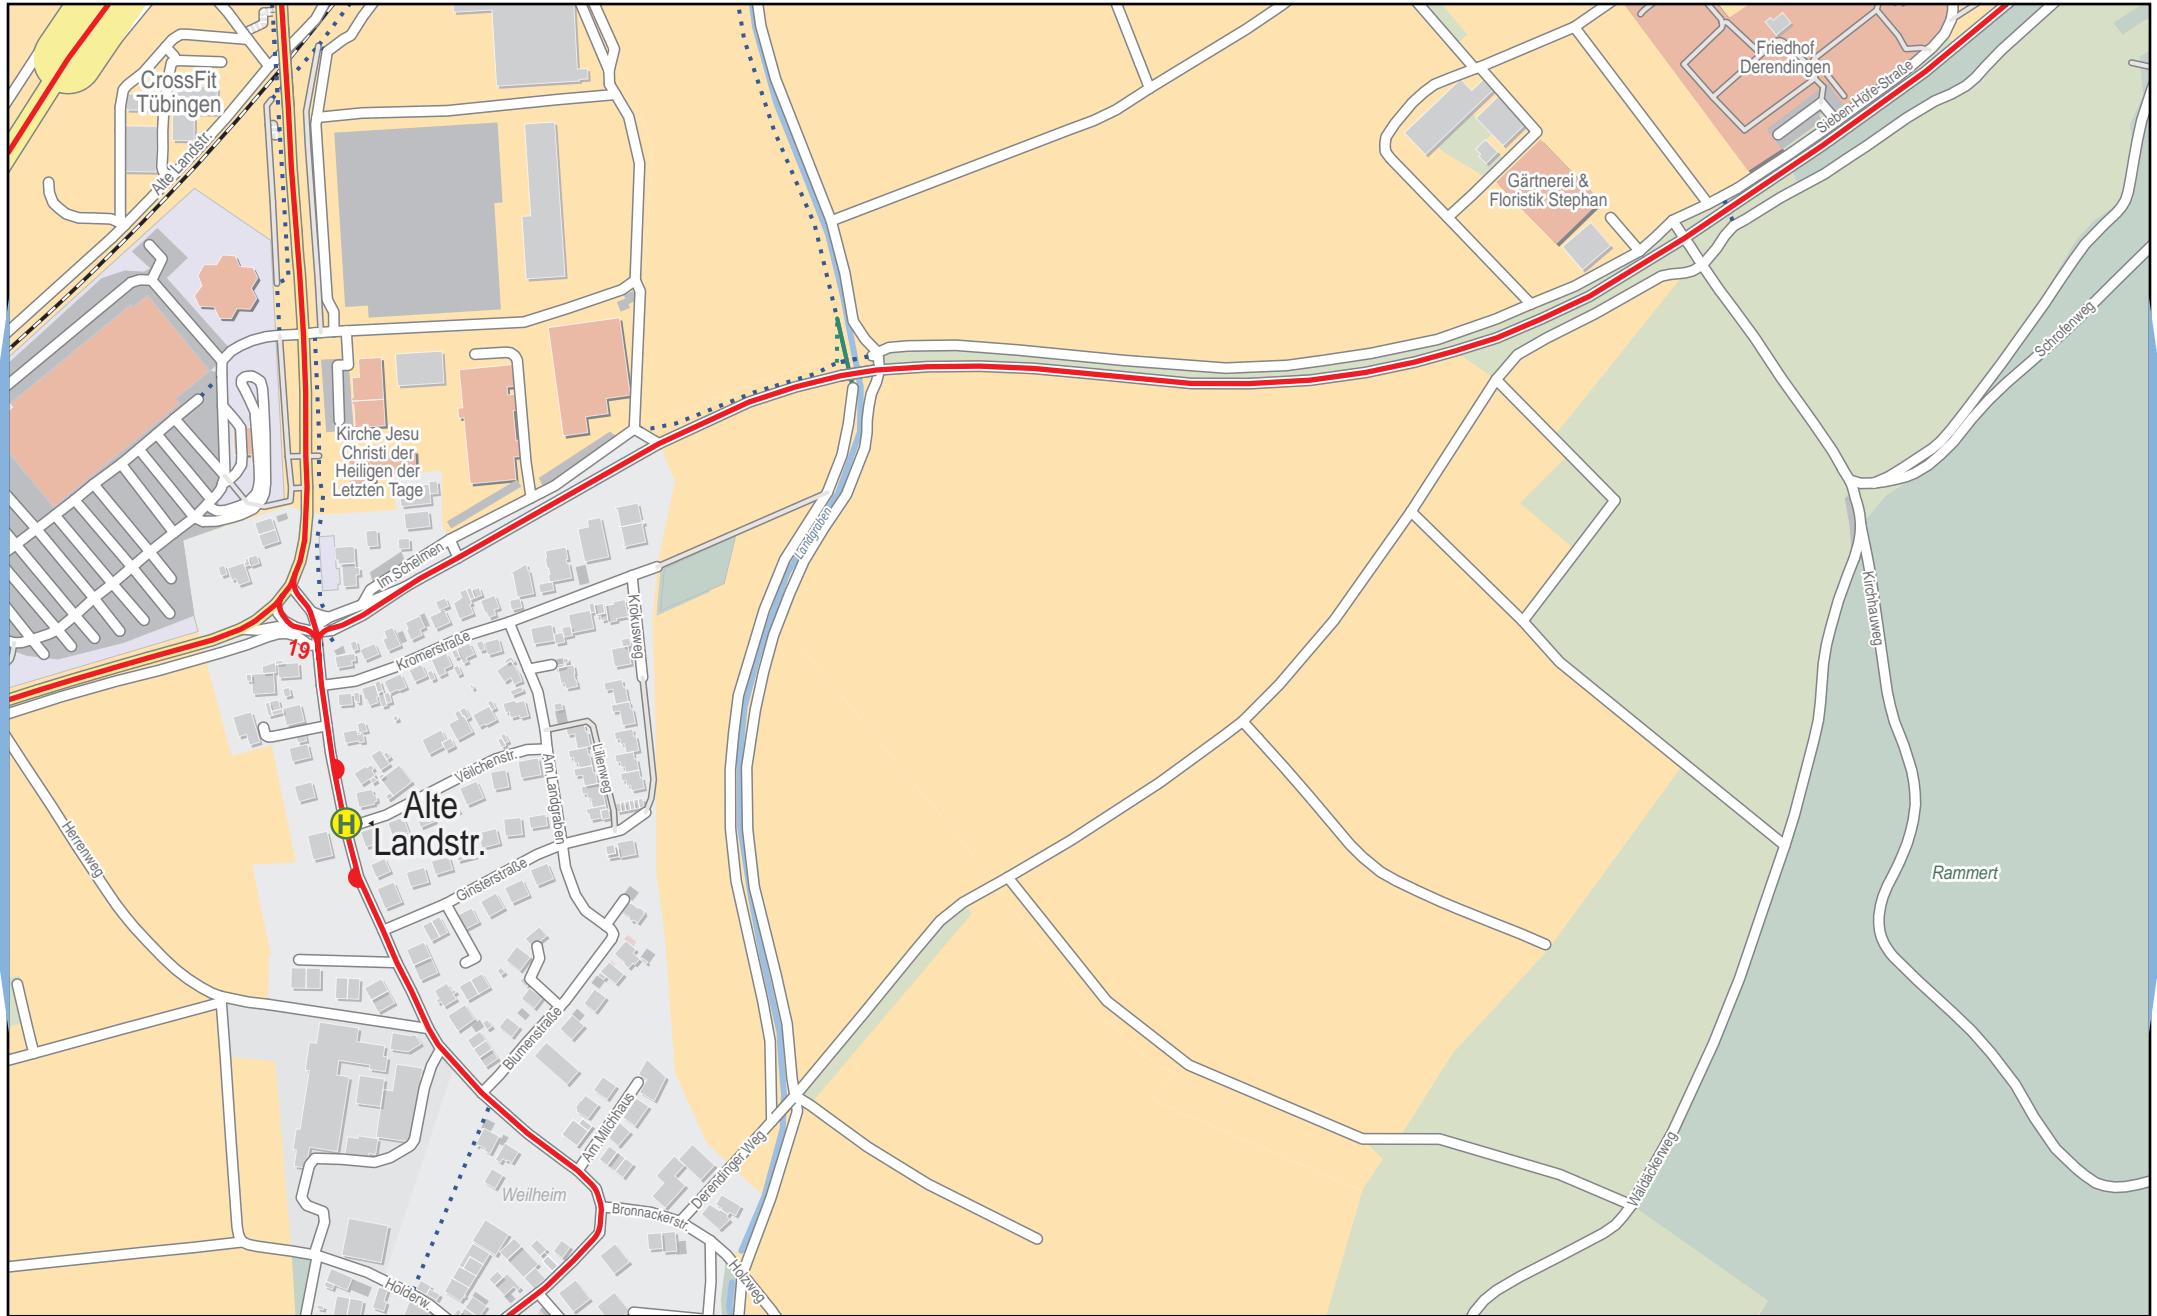 CrossFit
Tübingen
Alte Landstr.
Friedhof
Derendingen
Sieben-Höfe-Straße
Gärtnerei &
Floristik Stephan
Schrofenweg
Kirche Jesu
Christi der
Heiligen der
Letzten Tage
Im Schelmen
Landgraben
Kirchhauweg
19
Kromerstraße
Krokusweg
Veilchenstr.
Am Landgraben
Lilienweg
Alte
Landstr.
H
Herrenweg
Ginsterstraße
Rammert
Blumenstraße
Am Milchhaus
Derendinger Weg
Waldäckerweg
Weilheim
Bronnackerstr.
Holzweg
Hölderw.